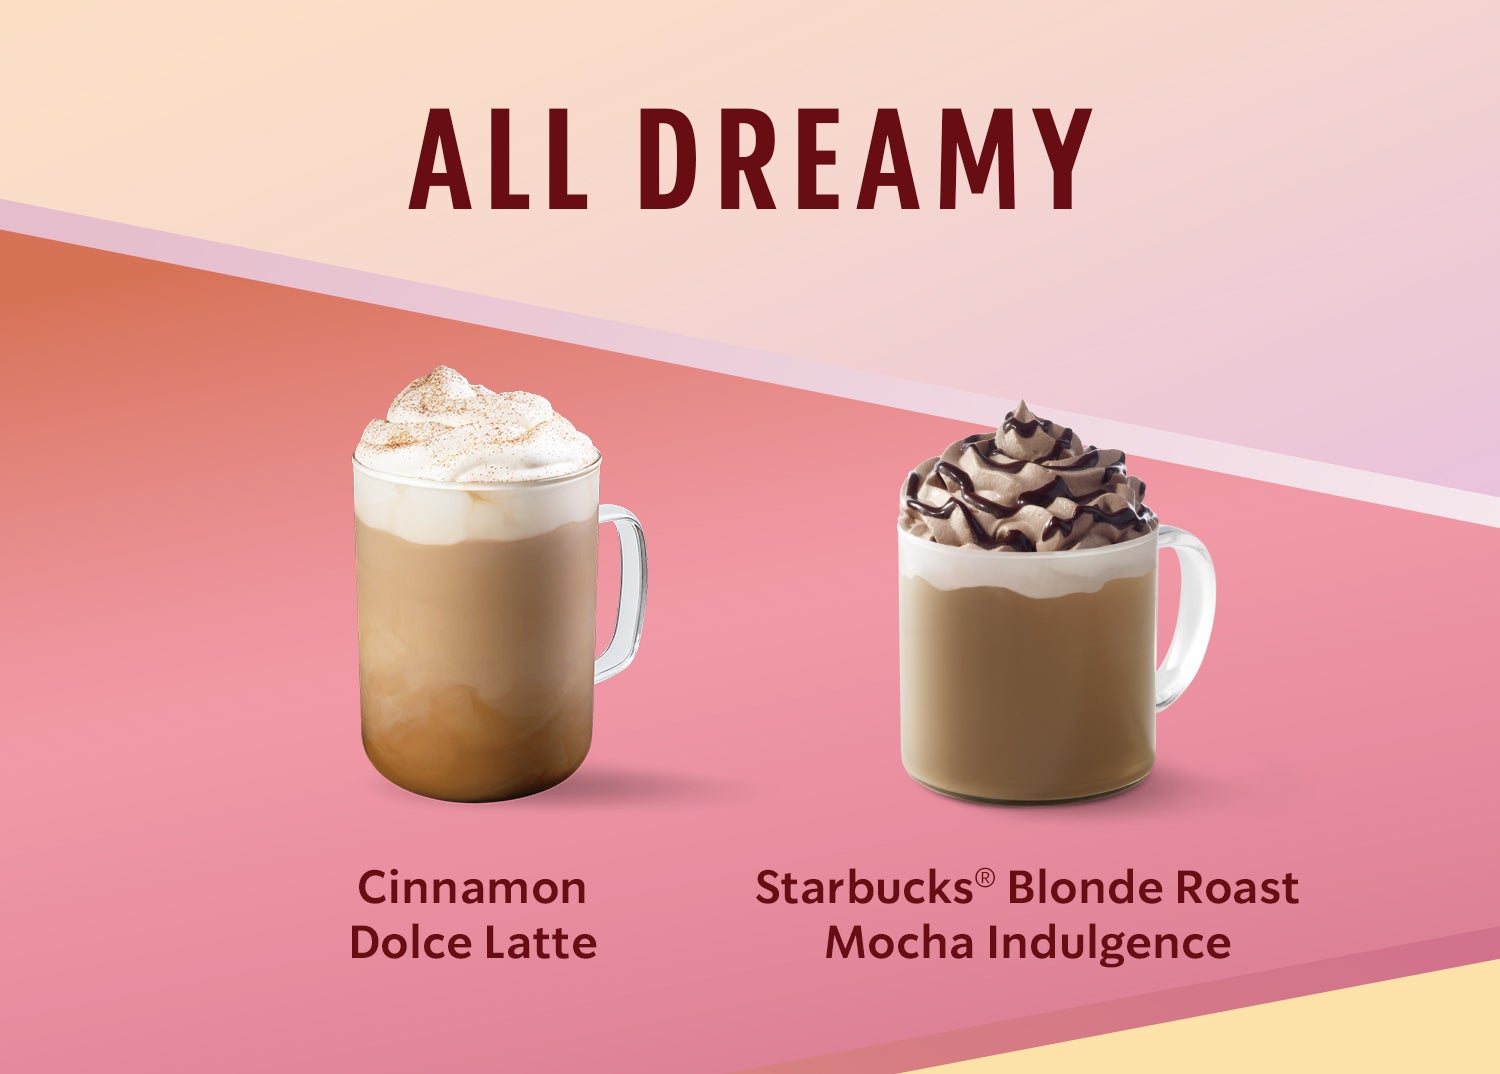 ALL DREAMY
Cinnamon
Dolce Latte
Starbucks® Blonde Roast
Mocha Indulgence